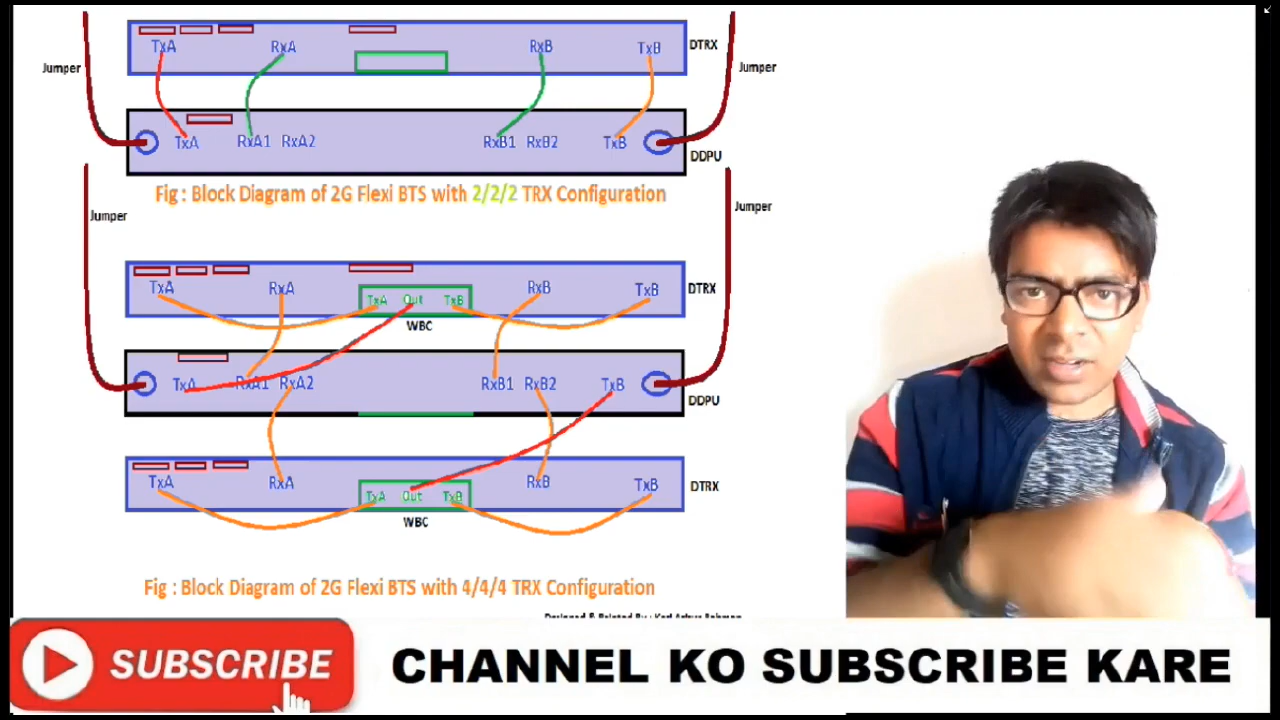 TxA RxA RxB TxB DTRX
Jumper Jumper
TxA RxA1 RxA2 RxB1 RxB2 TxB
DDPU
Fig : Block Diagram of 2G Flexi BTS with 2/2/2 TRX Configuration
Jumper Jumper
TxA RxA TxA Out TxB RxB TxB DTRX
WBC
TxA RxA1 RxA2 RxB1 RxB2 TxB
DDPU
TxA RxA TxA Out TxB RxB TxB DTRX
WBC
Fig : Block Diagram of 2G Flexi BTS with 4/4/4 TRX Configuration
SUBSCRIBE CHANNEL KO SUBSCRIBE KARE